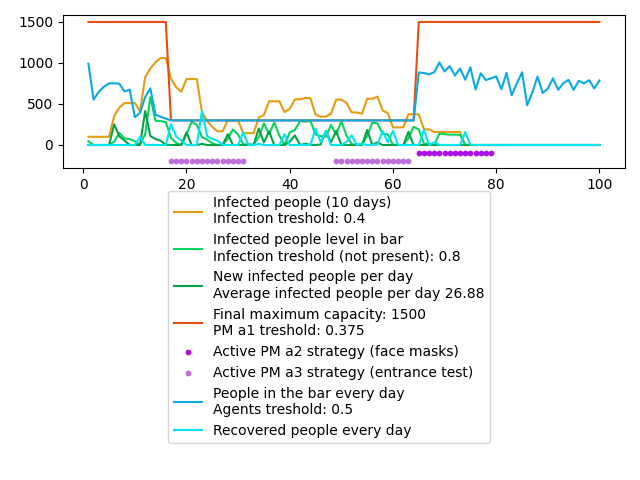 1500
1000
500
0
0
20
40
60
80
100
Infected people (10 days)
Infection treshold: 0.4
Infected people level in bar
Infection treshold (not present): 0.8
New infected people per day
Average infected people per day 26.88
Final maximum capacity: 1500
PM a1 treshold: 0.375
Active PM a2 strategy (face masks)
Active PM a3 strategy (entrance test)
People in the bar every day
Agents treshold: 0.5
Recovered people every day